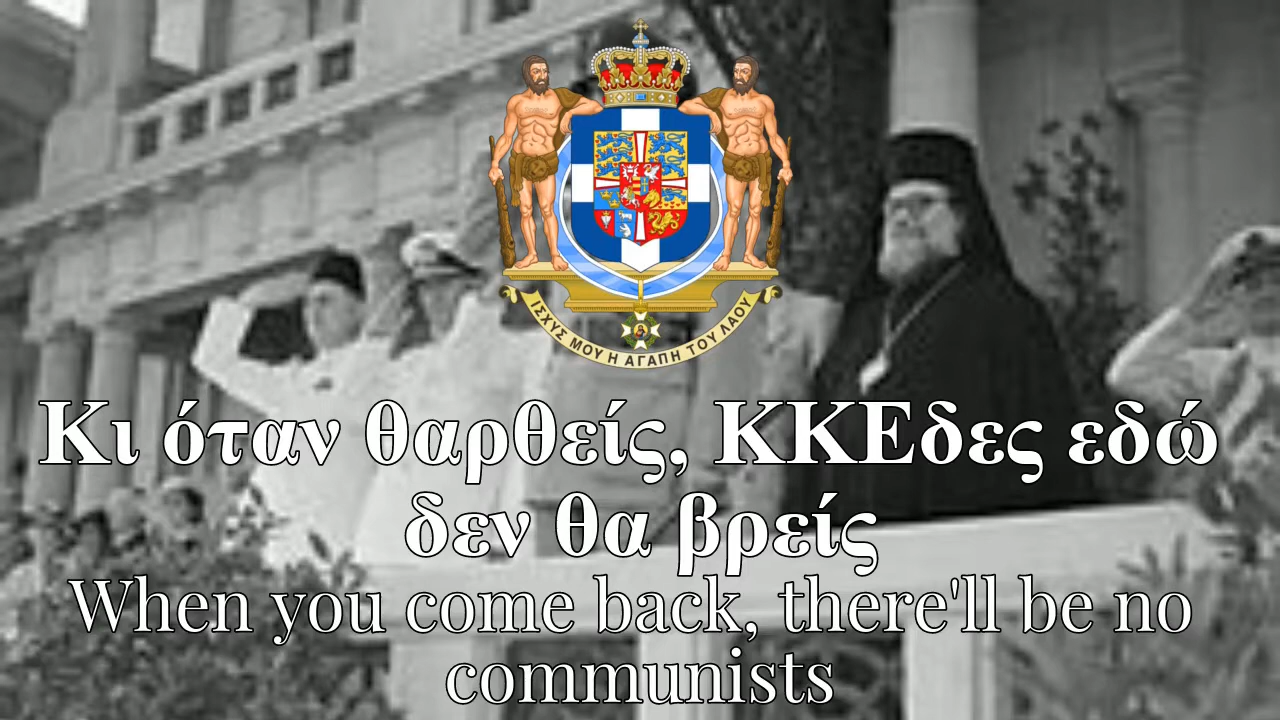 ΙΣΧΥΣ ΜΟΥ Η ΑΓΑΠΗ ΤΟΥ ΛΑΟΥ
Κι όταν θαρθείς, ΚΚΕδες εδώ
δεν θα βρείς
When you come back, there'll be no
communists